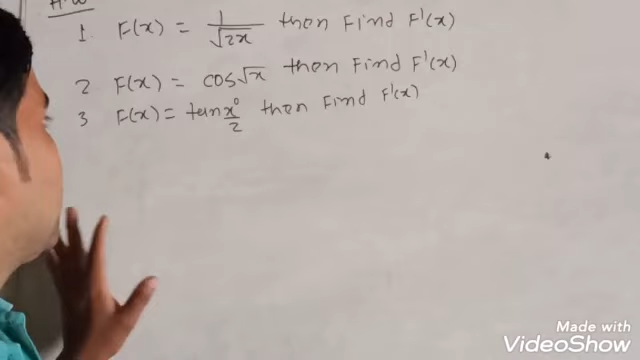 H.W
1. F(x) = 1/√2x then Find F'(x)
2 F(x) = cos√x then Find F'(x)
3 F(x) = tan x°/2 then Find F'(x)
Made with
VideoShow